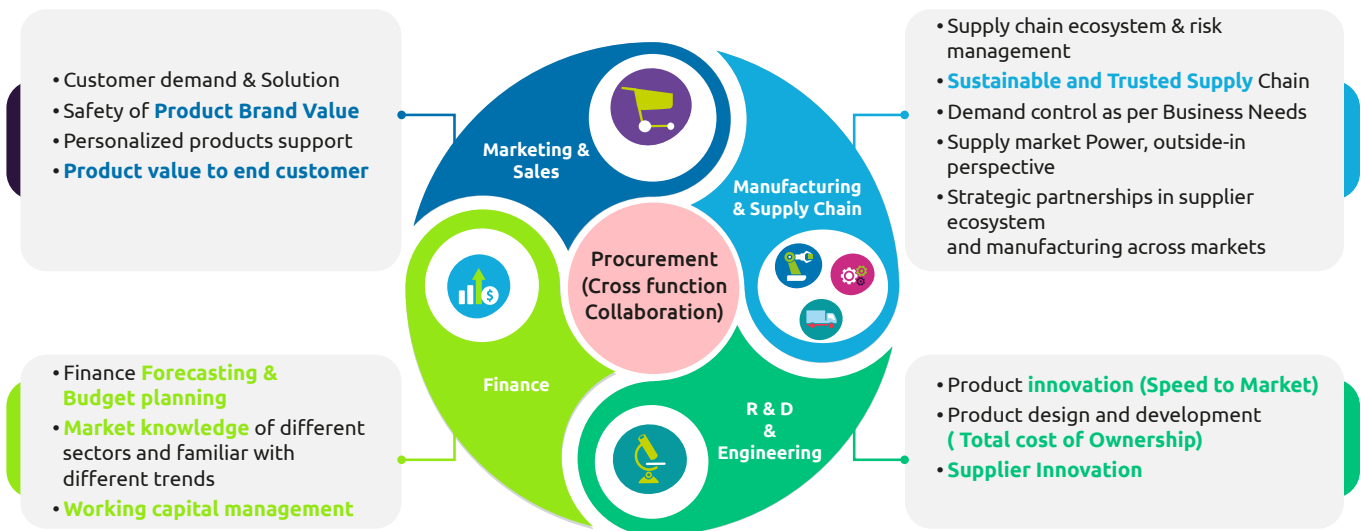 • Customer demand & Solution
• Safety of Product Brand Value
• Personalized products support
• Product value to end customer
Marketing &
Sales
Manufacturing
& Supply Chain
• Supply chain ecosystem & risk
management
• Sustainable and Trusted Supply Chain
• Demand control as per Business Needs
• Supply market Power, outside-in
perspective
• Strategic partnerships in supplier
ecosystem
and manufacturing across markets
Procurement
(Cross function
Collaboration)
$
• Finance Forecasting &
Budget planning
• Market knowledge of different
sectors and familiar with
different trends
• Working capital management
Finance
R & D
&
Engineering
• Product innovation (Speed to Market)
• Product design and development
( Total cost of Ownership)
• Supplier Innovation